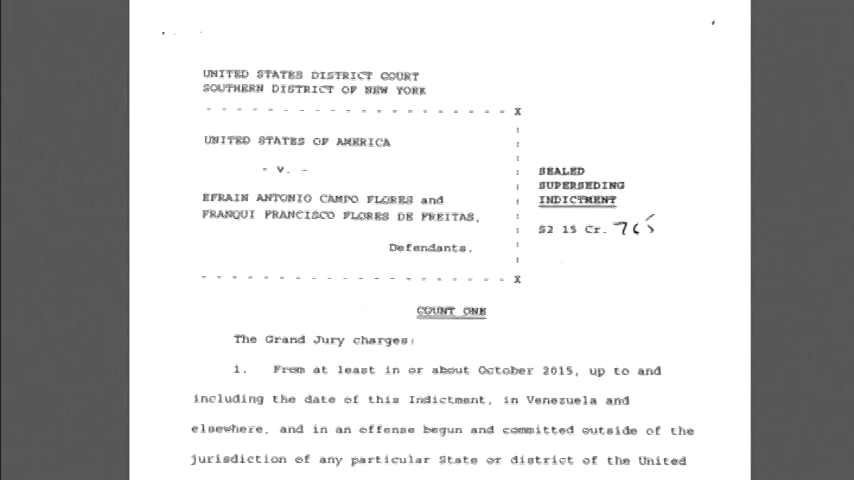 UNITED STATES DISTRICT COURT
SOUTHERN DISTRICT OF NEW YORK
- - - - - - - - - - - - - - - - - - - - X
UNITED STATES OF AMERICA
- v. -
SEALED
SUPERSEDING
INDICTMENT
EFRAIN ANTONIO CAMPO FLORES and
FRANQUI FRANCISCO FLORES DE FREITAS,
S2 15 Cr. 765
Defendants.
- - - - - - - - - - - - - - - - - - - - X
COUNT ONE
The Grand Jury charges:
1. From at least in or about October 2015, up to and
including the date of this Indictment, in Venezuela and
elsewhere, and in an offense begun and committed outside of the
jurisdiction of any particular State or district of the United